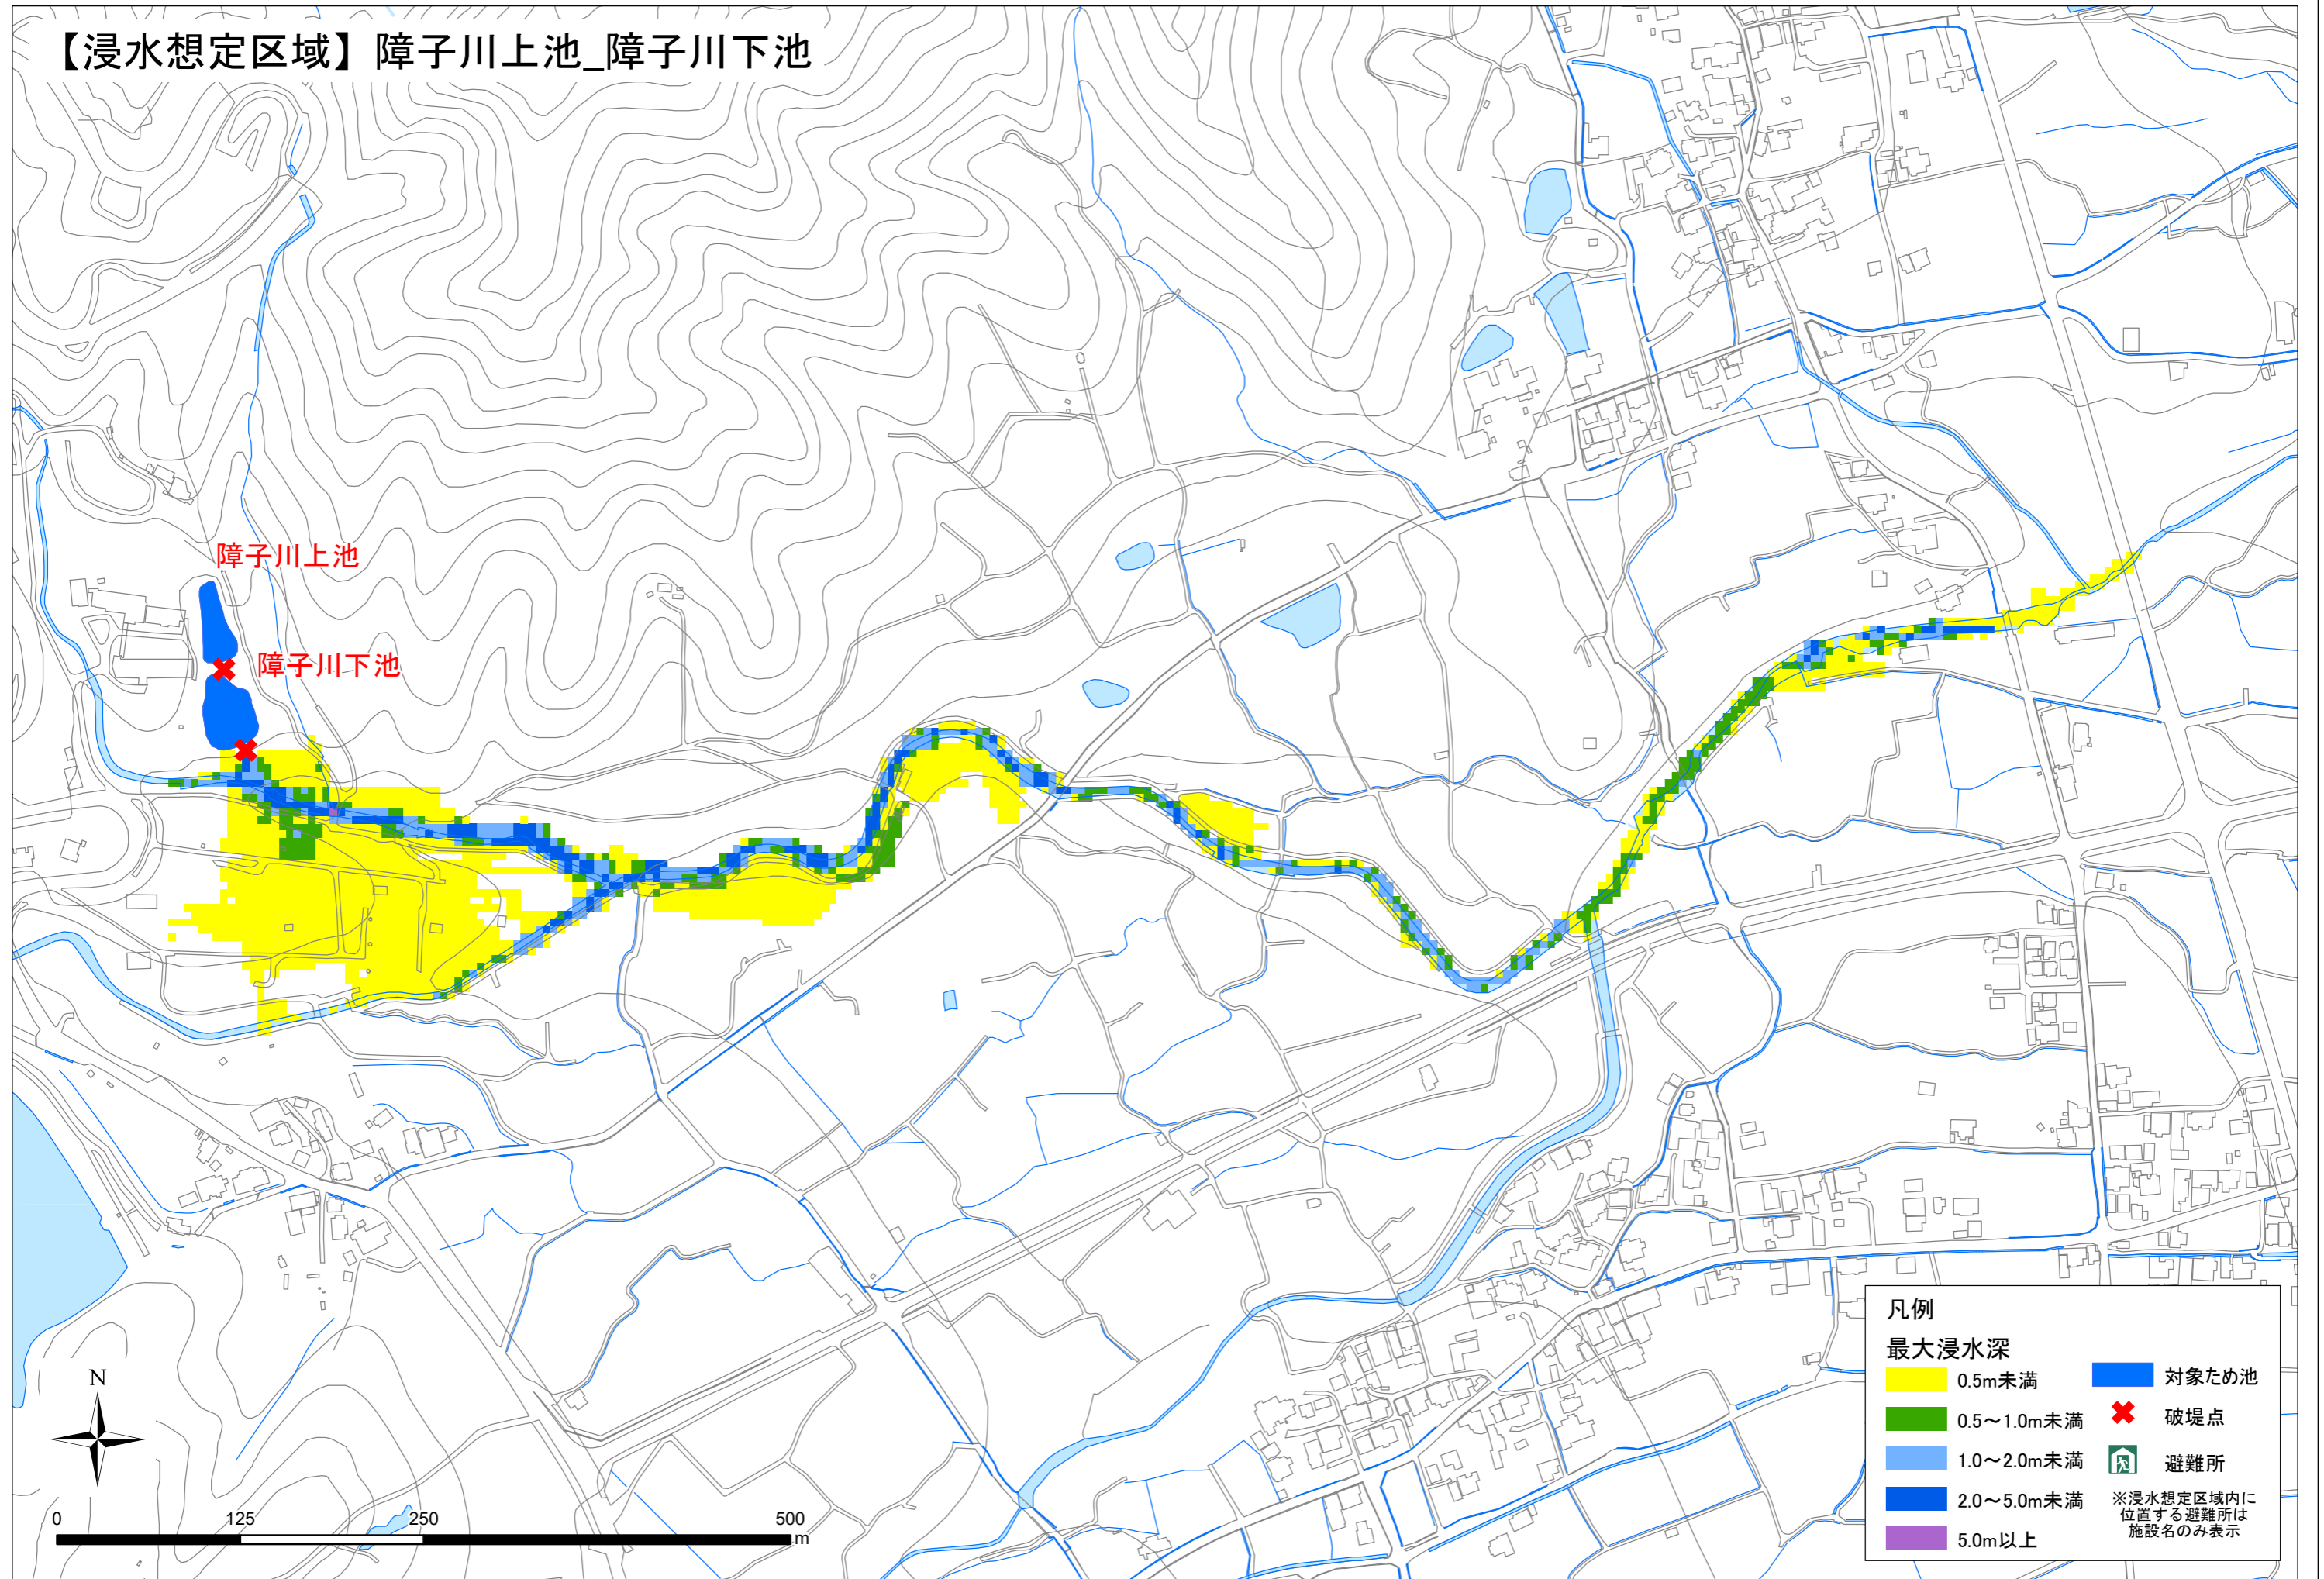 【浸水想定区域】障子川上池_障子川下池
障子川上池
障子川下池
N
0 125 250 500
m
凡例
最大浸水深
0.5m未満
0.5～1.0m未満
1.0～2.0m未満
2.0～5.0m未満
5.0m以上
対象ため池
破堤点
避難所
※浸水想定区域内に
位置する避難所は
施設名のみ表示